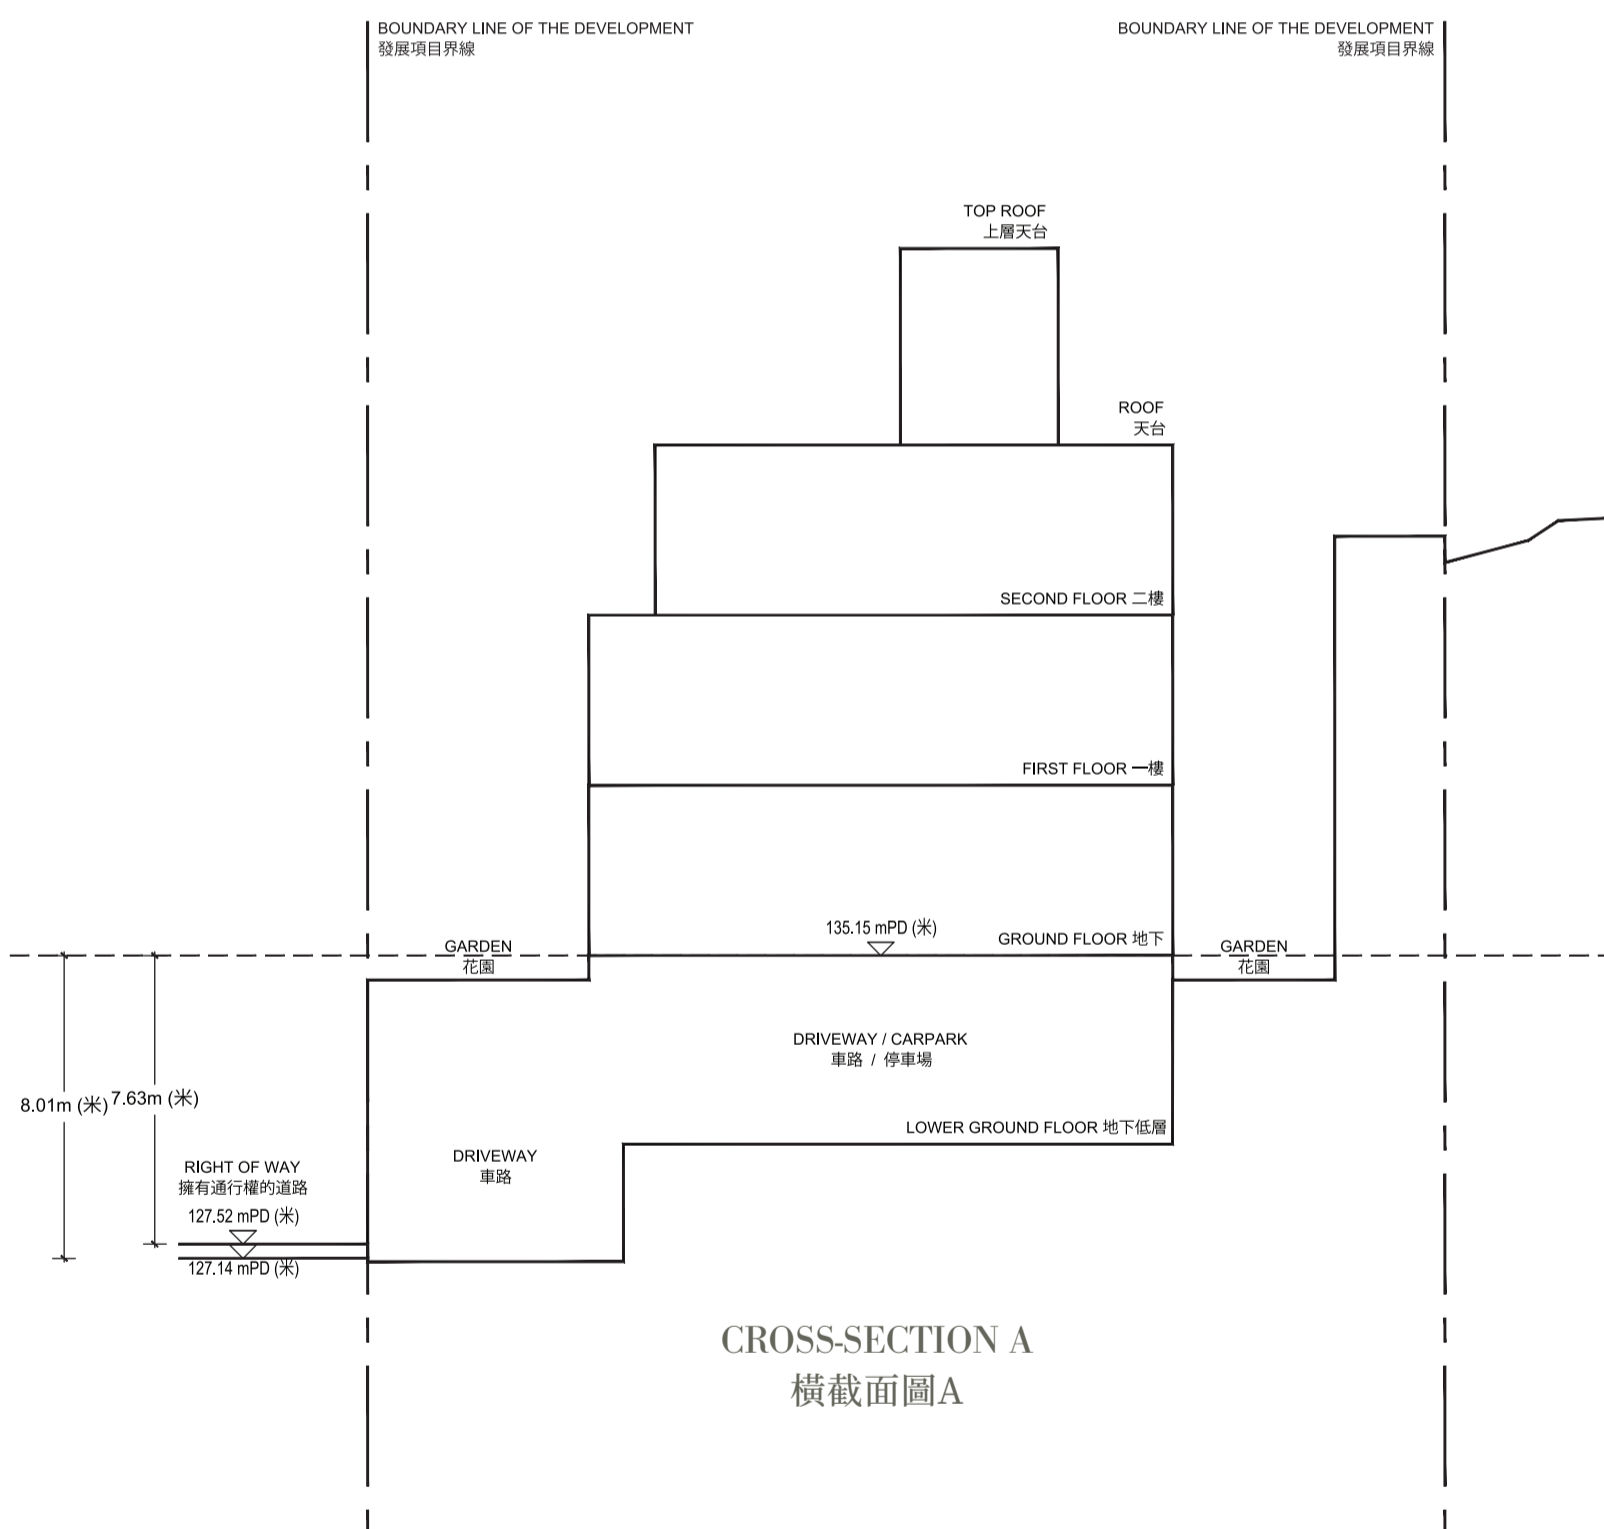 BOUNDARY LINE OF THE DEVELOPMENT
發展項目界線
BOUNDARY LINE OF THE DEVELOPMENT
發展項目界線
TOP ROOF
上層天台
ROOF
天台
SECOND FLOOR 二樓
FIRST FLOOR 一樓
135.15 mPD (米)
GROUND FLOOR 地下
GARDEN
花園
GARDEN
花園
DRIVEWAY / CARPARK
車路 / 停車場
8.01m (米)
7.63m (米)
LOWER GROUND FLOOR 地下低層
DRIVEWAY
車路
RIGHT OF WAY
擁有通行權的道路
127.52 mPD (米)
127.14 mPD (米)
CROSS-SECTION A
橫截面圖A